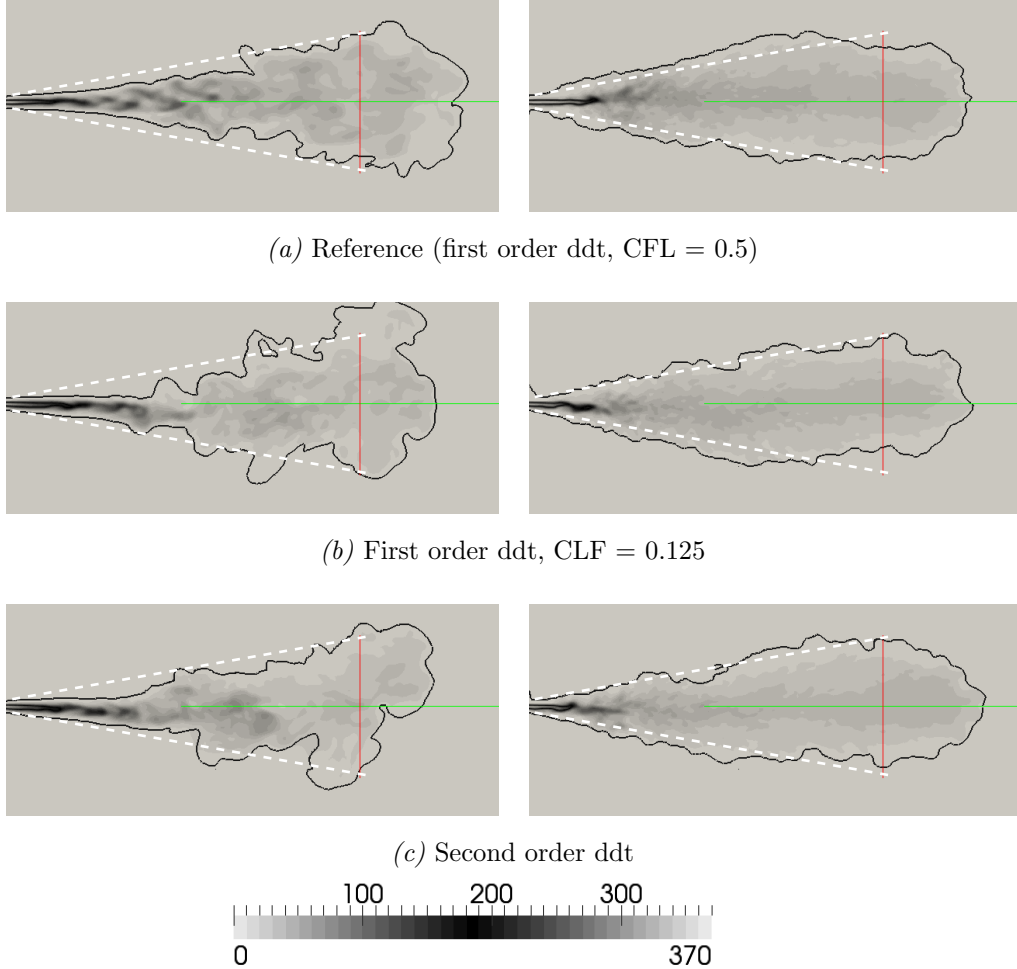 (a) Reference (first order ddt, CFL = 0.5)
(b) First order ddt, CLF = 0.125
(c) Second order ddt
100 200 300
0 370